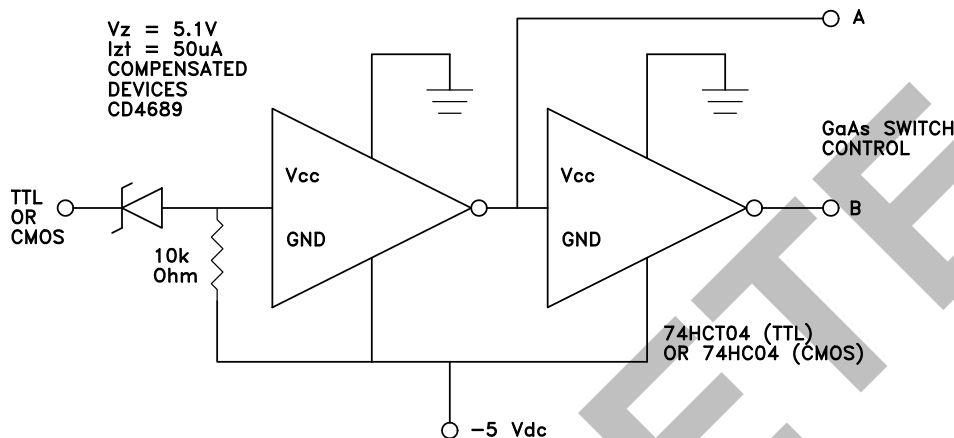 Vz = 5.1V
Izt = 50uA
COMPENSATED
DEVICES
CD4689
A
GaAs SWITCH
CONTROL
Vcc
Vcc
TTL
OR
CMOS
B
GND
GND
10k
Ohm
74HCT04 (TTL)
OR 74HC04 (CMOS)
-5 Vdc
ETE